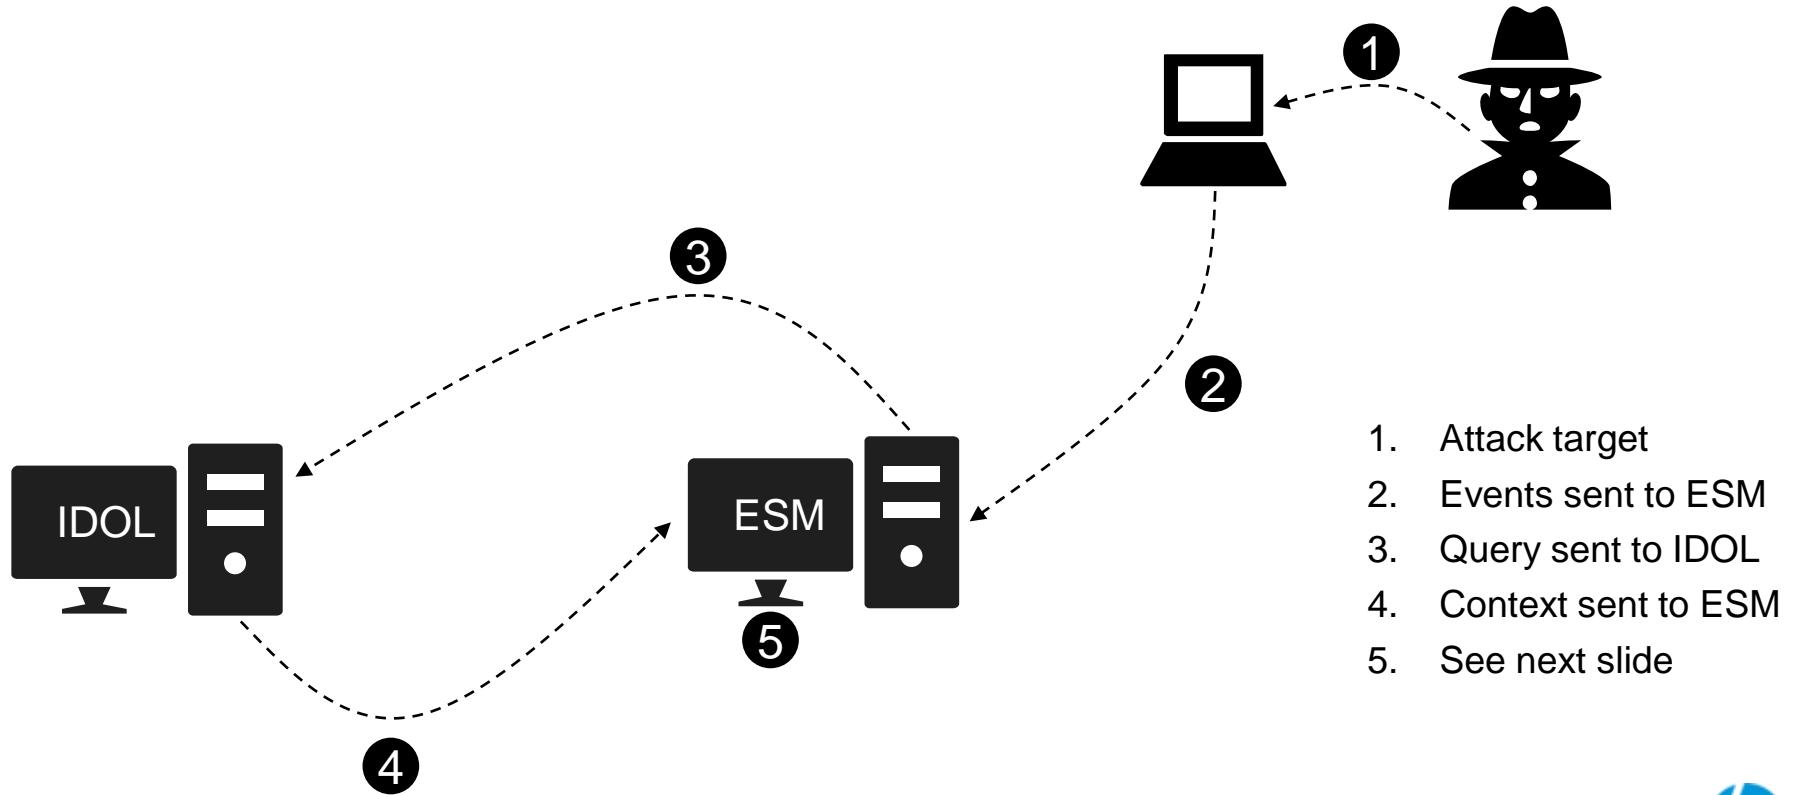 1
3
2
IDOL
ESM
5
4
1. Attack target
2. Events sent to ESM
3. Query sent to IDOL
4. Context sent to ESM
5. See next slide